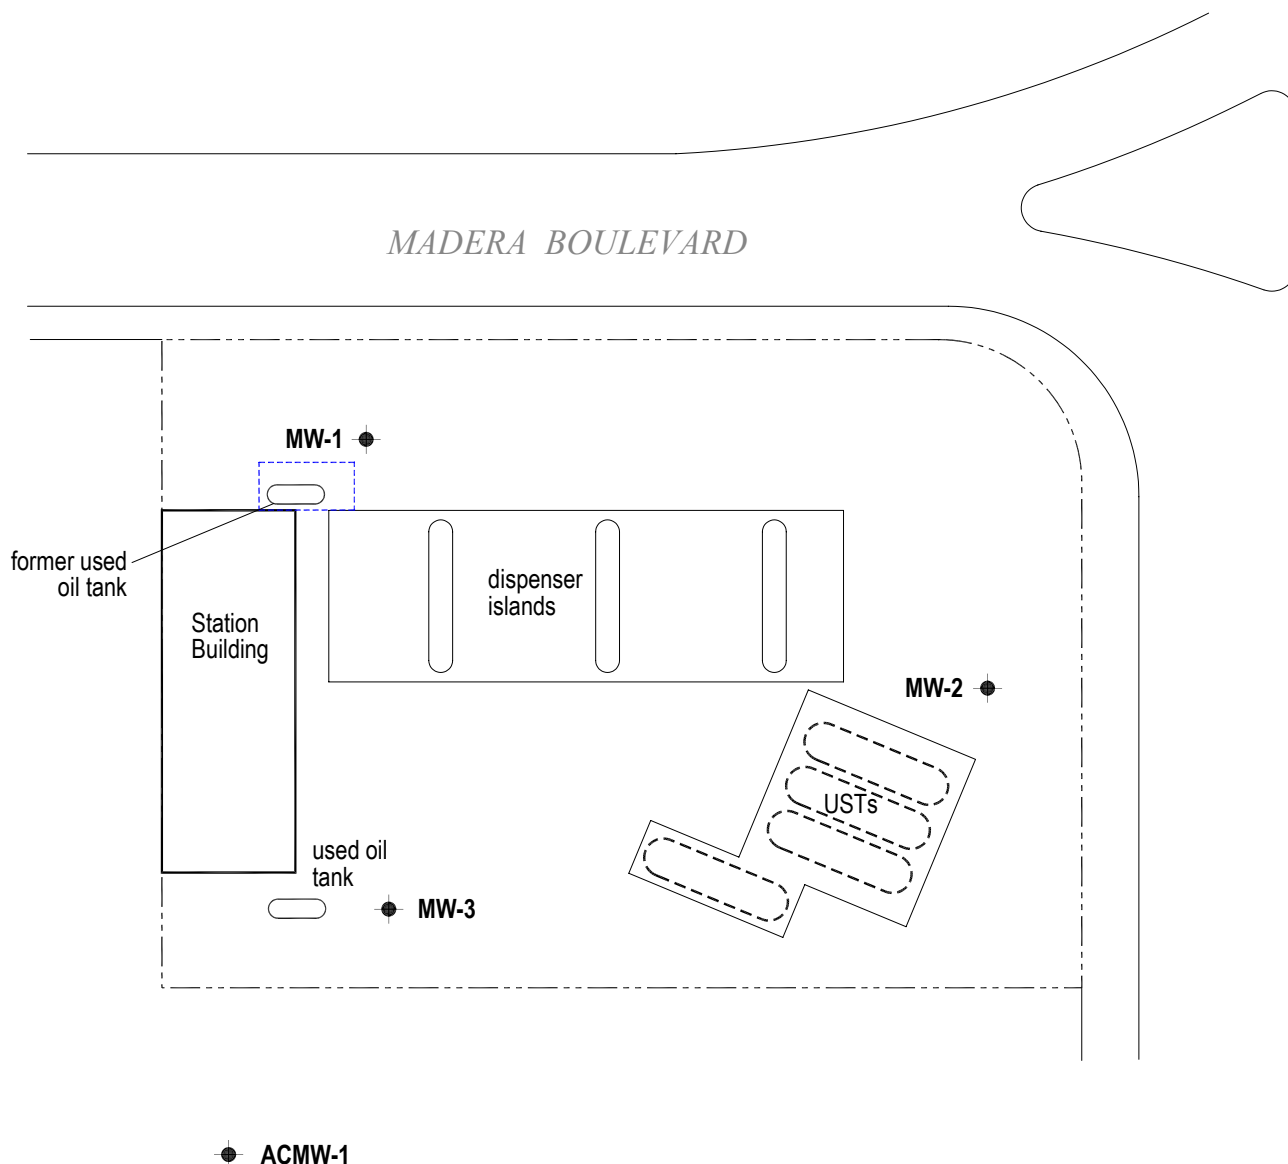 MADERA BOULEVARD
MW-1
former used
oil tank
dispenser
islands
Station
Building
MW-2
USTs
used oil
tank
MW-3
ACMW-1